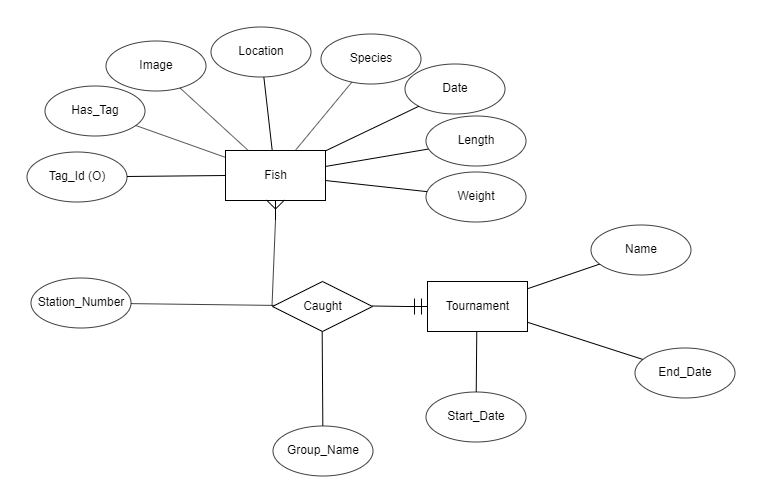 Location
Species
Image
Date
Has_Tag
Length
Tag_Id (O)
Fish
Weight
Name
Station_Number
Caught
Tournament
End_Date
Start_Date
Group_Name